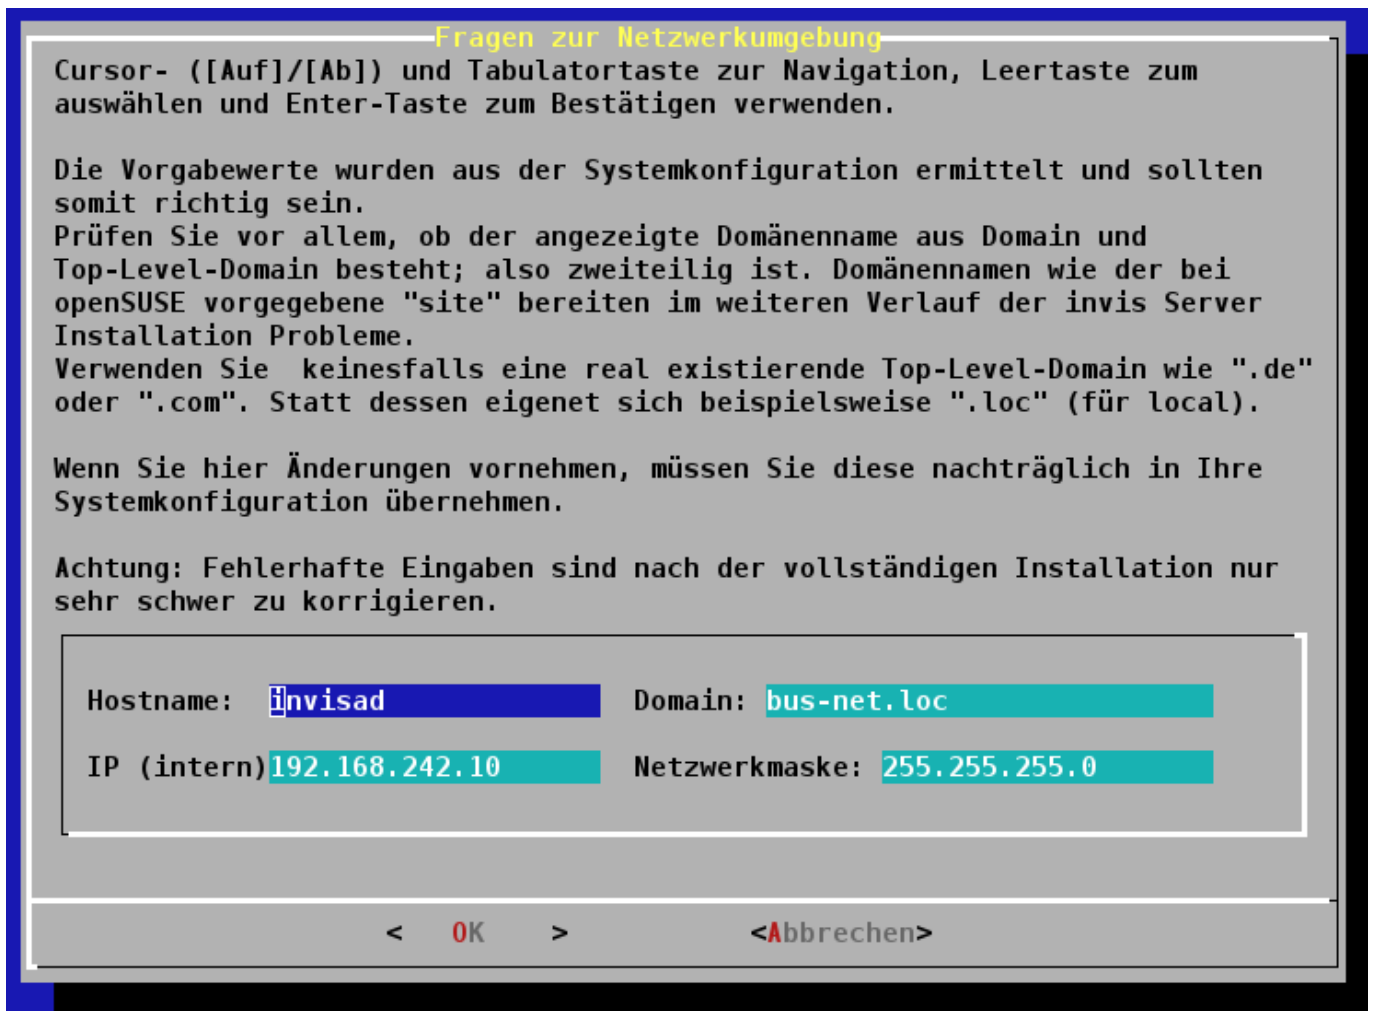 Fragen zur Netzwerkumgebung
Cursor- ([Auf]/[Ab]) und Tabulatortaste zur Navigation, Leertaste zum
auswählen und Enter-Taste zum Bestätigen verwenden.
Die Vorgabewerte wurden aus der Systemkonfiguration ermittelt und sollten
somit richtig sein.
Prüfen Sie vor allem, ob der angezeigte Domänenname aus Domain und
Top-Level-Domain besteht; also zweiteilig ist. Domänennamen wie der bei
openSUSE vorgegebene "site" bereiten im weiteren Verlauf der invis Server
Installation Probleme.
Verwenden Sie  keinesfalls eine real existierende Top-Level-Domain wie ".de"
oder ".com". Statt dessen eigenet sich beispielsweise ".loc" (für local).
Wenn Sie hier Änderungen vornehmen, müssen Sie diese nachträglich in Ihre
Systemkonfiguration übernehmen.
Achtung: Fehlerhafte Eingaben sind nach der vollständigen Installation nur
sehr schwer zu korrigieren.
Hostname: invisad Domain: bus-net.loc
IP (intern) 192.168.242.10 Netzwerkmaske: 255.255.255.0
< OK > <Abbrechen>